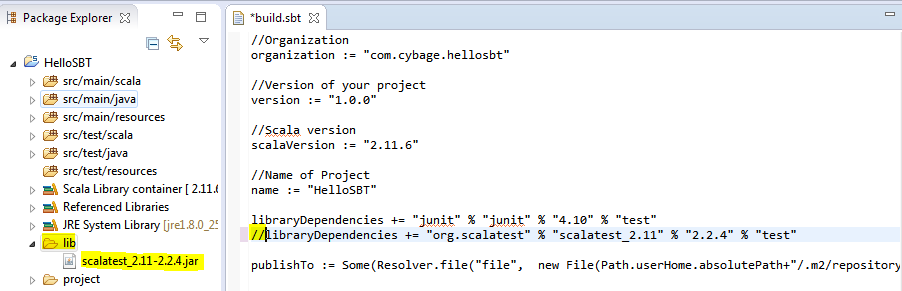 Package Explorer
HelloSBT
src/main/scala
src/main/java
src/main/resources
src/test/scala
src/test/java
src/test/resources
Scala Library container [ 2.11.6
Referenced Libraries
JRE System Library [jre1.8.0_25
lib
scalatest_2.11-2.2.4.jar
project
*build.sbt
//Organization
organization := "com.cybage.hellosbt"
//Version of your project
version := "1.0.0"
//Scala version
scalaVersion := "2.11.6"
//Name of Project
name := "HelloSBT"
libraryDependencies += "junit" % "junit" % "4.10" % "test"
//libraryDependencies += "org.scalatest" % "scalatest_2.11" % "2.2.4" % "test"
publishTo := Some(Resolver.file("file",  new File(Path.userHome.absolutePath+"/.m2/repository